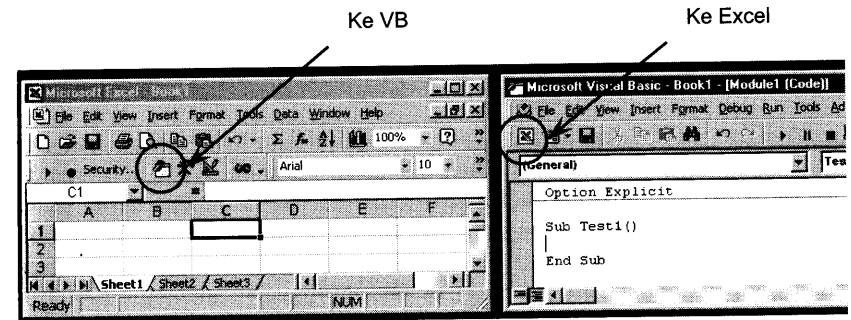 Ke VB
Ke Excel
Microsoft Excel - Book1
File Edit View Insert Format Tools Data Window Help
100%
Security... Arial 10
C1 =
A B C D E F
1
2
3
Sheet1 / Sheet2 / Sheet3 /
Ready NUM
Microsoft Visual Basic - Book1 - [Module1 (Code)]
File Edit View Insert Format Debug Run Tools Ad
(General) Tes
Option Explicit
Sub Test1()
End Sub